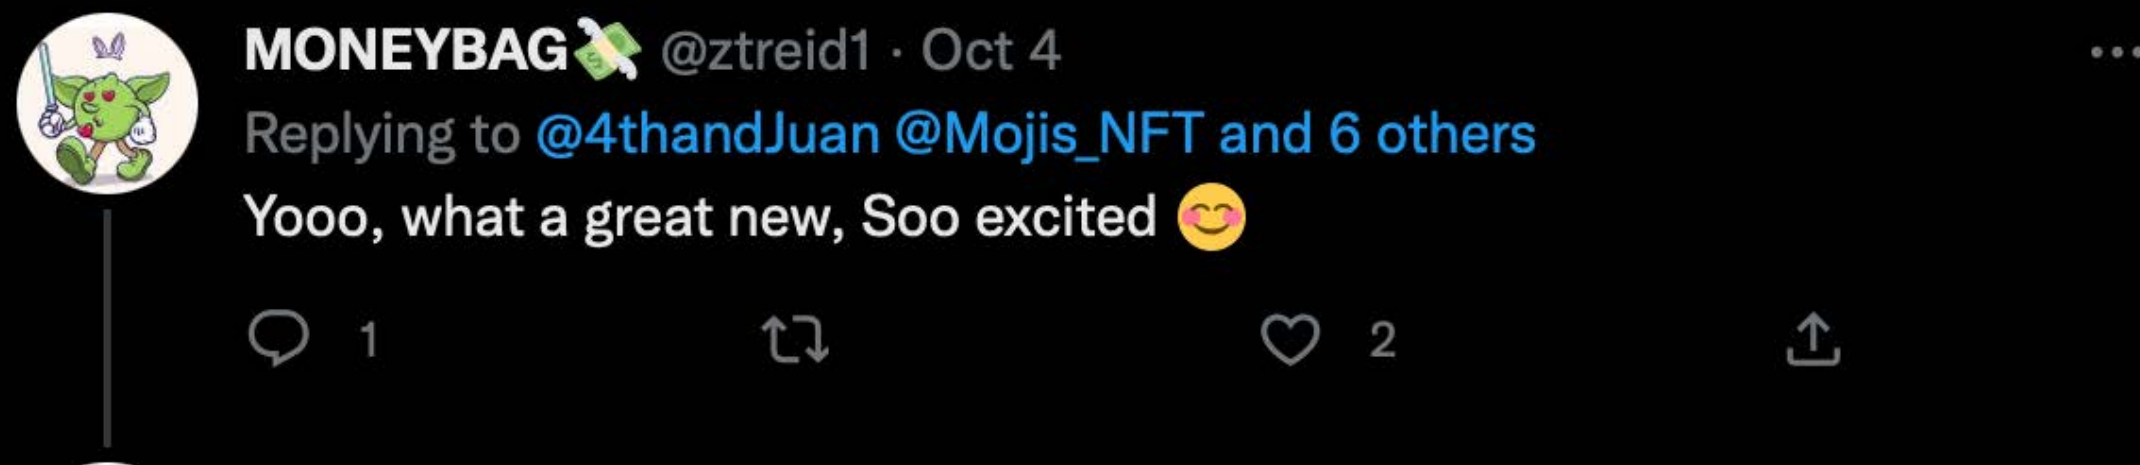 MONEYBAG💸 @ztreid1 · Oct 4
Replying to @4thandJuan @Mojis_NFT and 6 others
Yooo, what a great new, Soo excited 😊
1 2